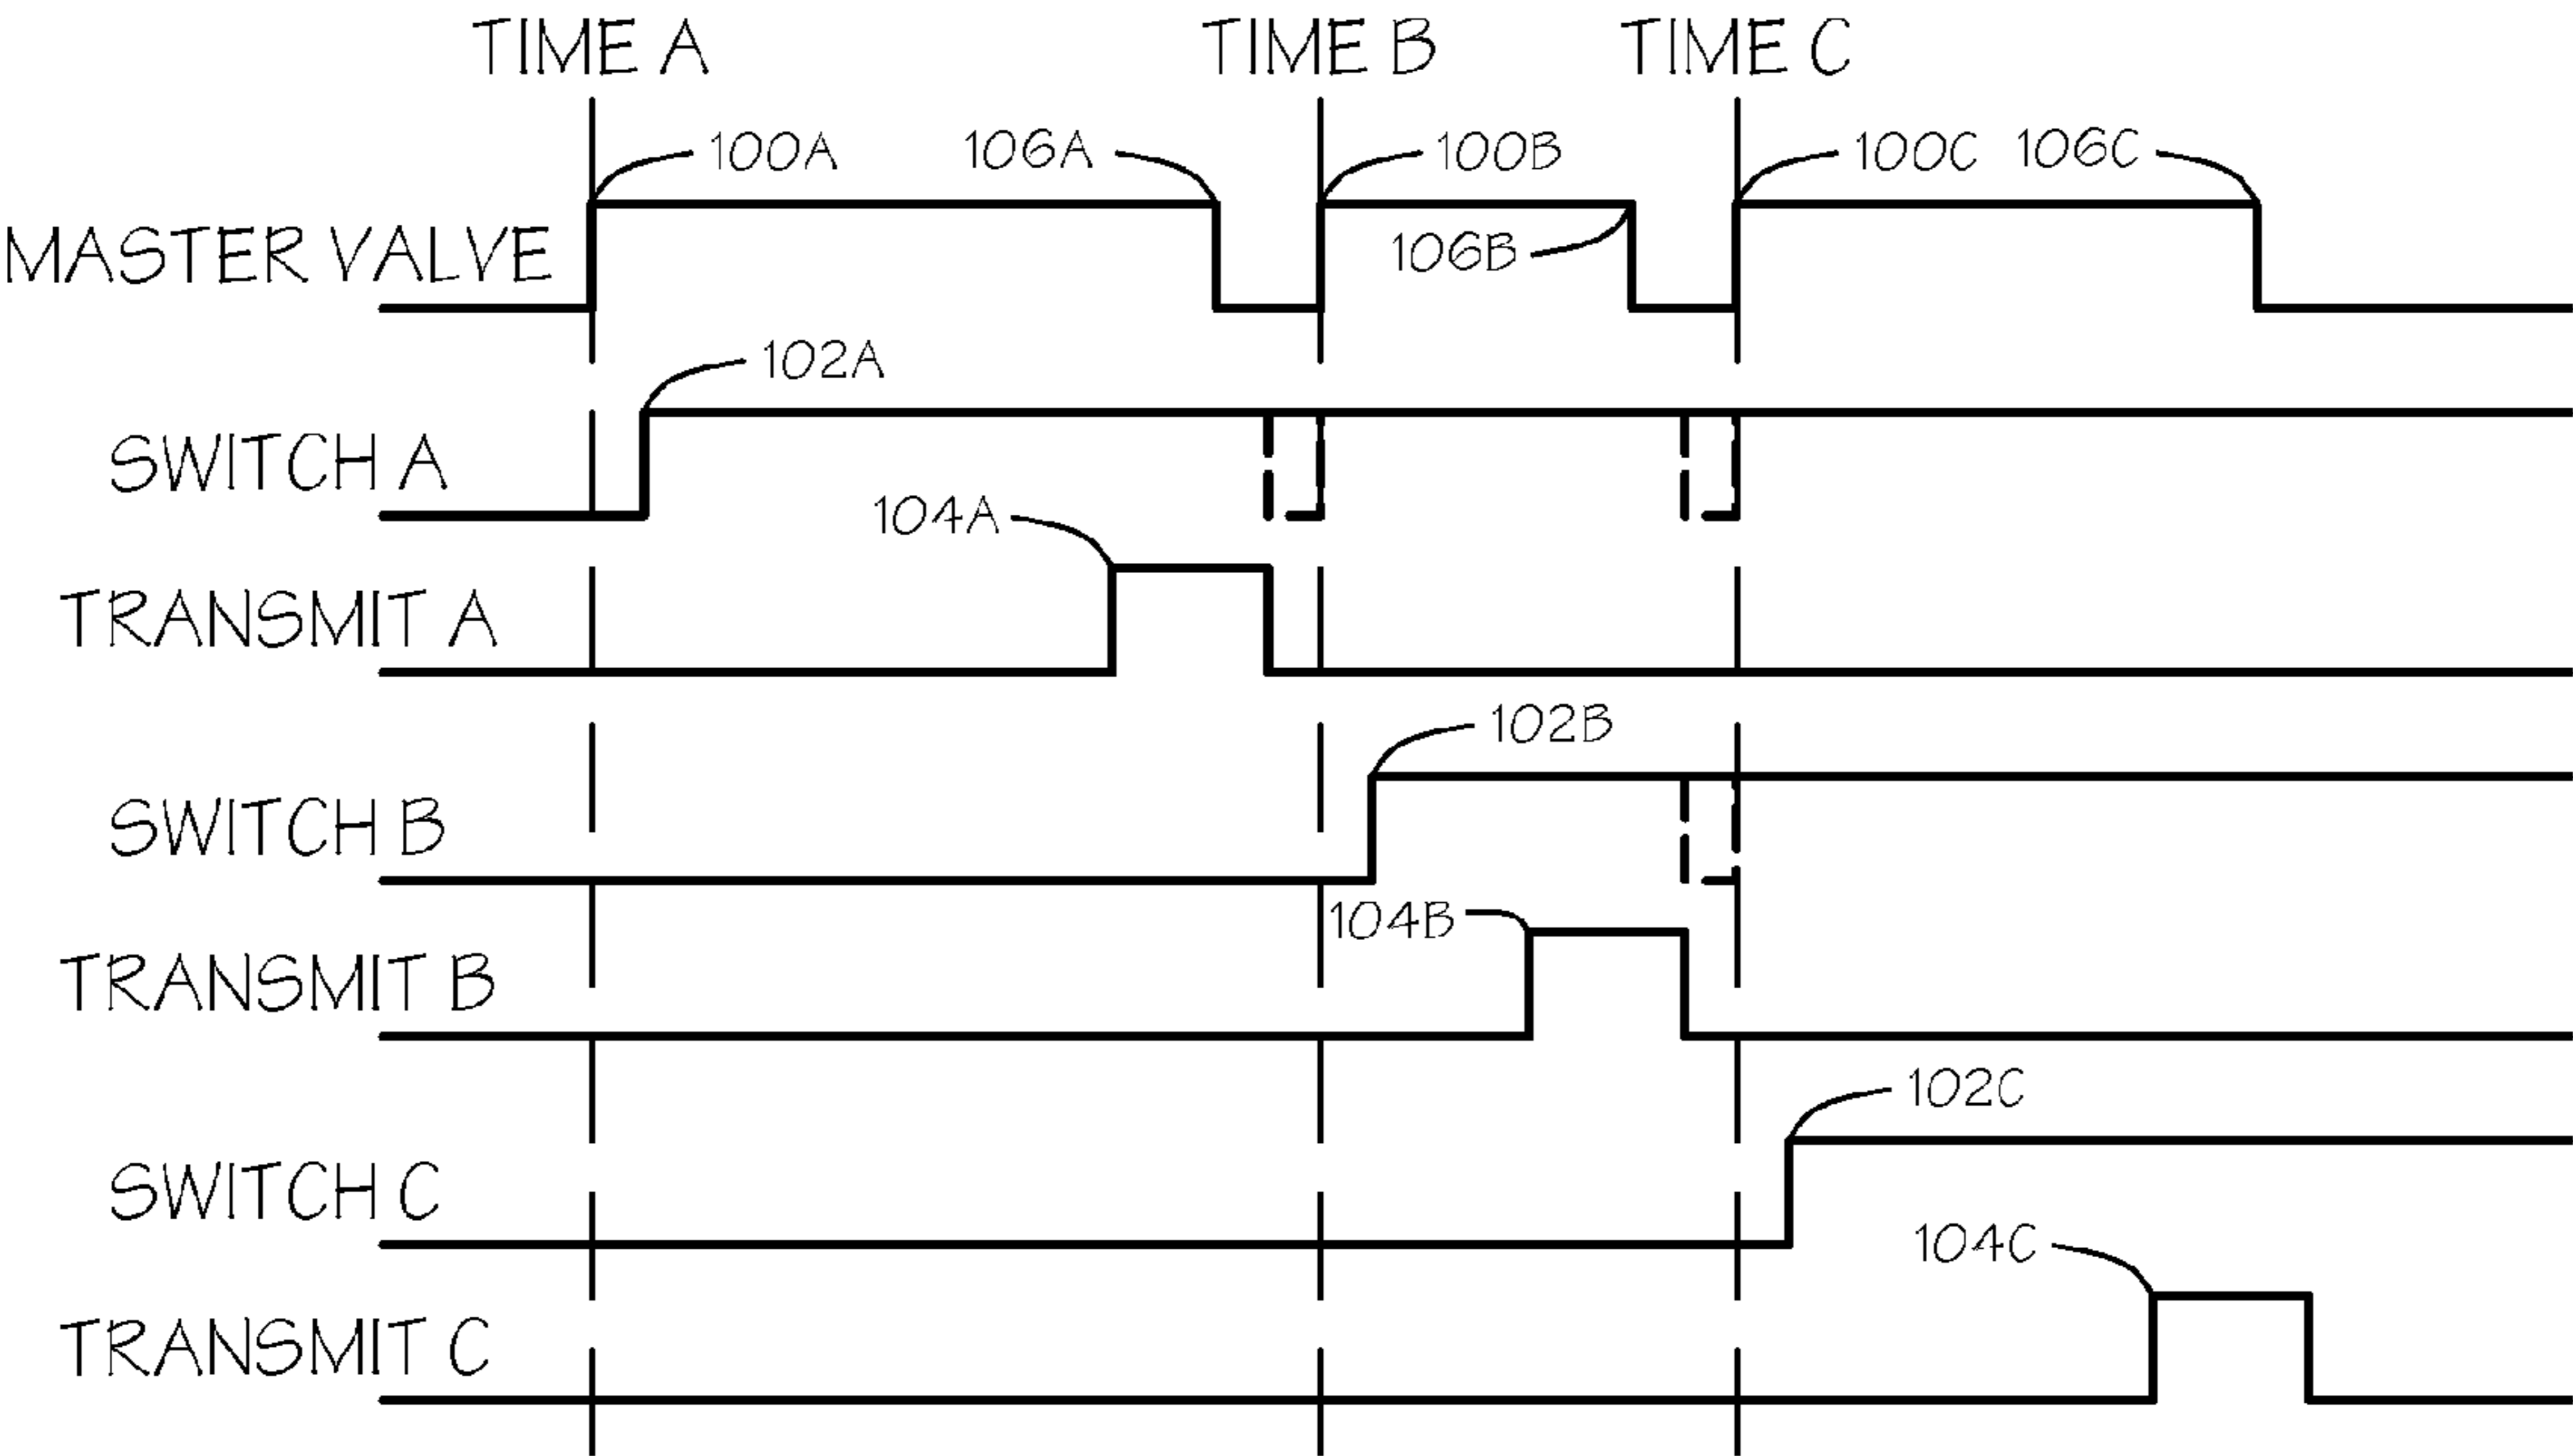 TIME A TIME B TIME C
100A 106A 100B 100C 106C
MASTER VALVE 106B
102A
SWITCH A
104A
TRANSMIT A
102B
SWITCH B
104B
TRANSMIT B
102C
SWITCH C
104C
TRANSMIT C